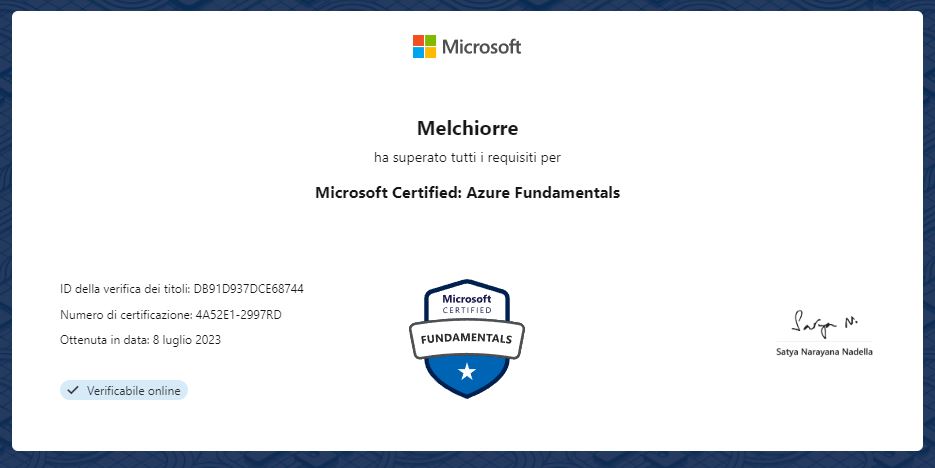 Microsoft
Melchiorre
ha superato tutti i requisiti per
Microsoft Certified: Azure Fundamentals
ID della verifica dei titoli: DB91D937DCE68744
Numero di certificazione: 4A52E1-2997RD
Ottenuta in data: 8 luglio 2023
Verificabile online
Microsoft
CERTIFIED
FUNDAMENTALS
Satya N.
Satya Narayana Nadella